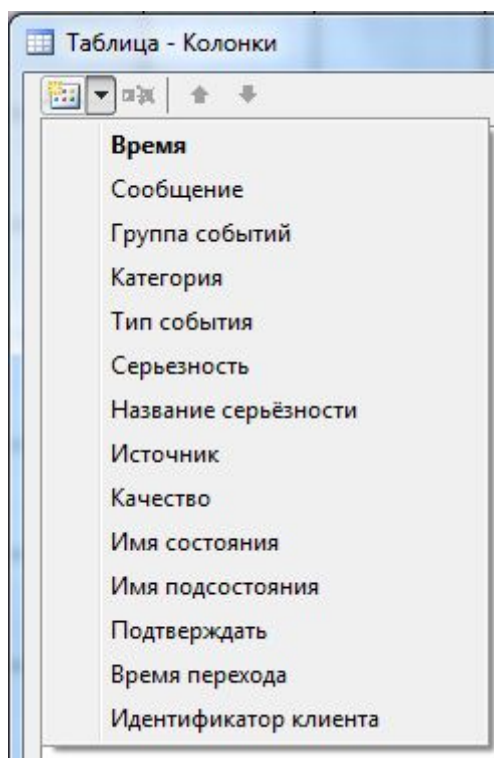 Таблица - Колонки
Время
Сообщение
Группа событий
Категория
Тип события
Серьезность
Название серьёзности
Источник
Качество
Имя состояния
Имя подсостояния
Подтверждать
Время перехода
Идентификатор клиента